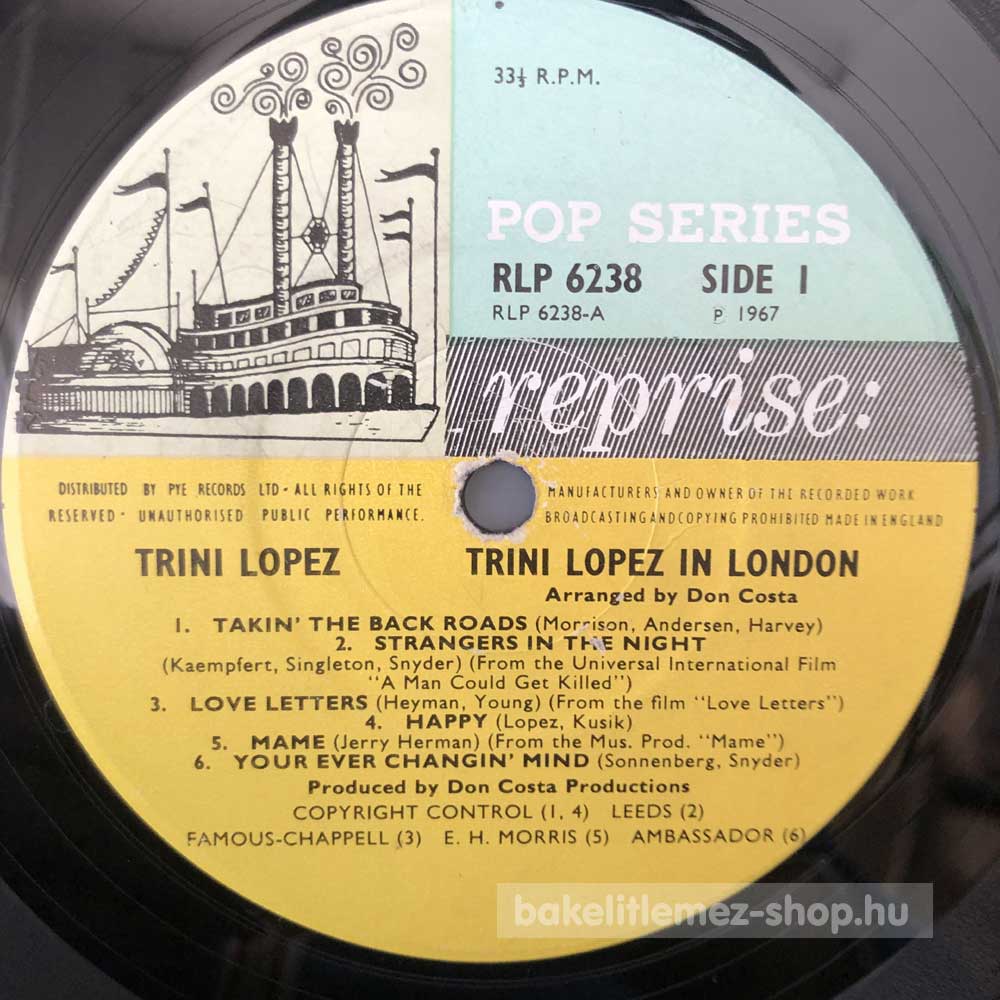 33⅓ R.P.M.
POP SERIES
RLP 6238 SIDE 1
RLP 6238-A ℗ 1967
reprise:
DISTRIBUTED BY PYE RECORDS LTD · ALL RIGHTS OF THE MANUFACTURERS AND OWNER OF THE RECORDED WORK
RESERVED · UNAUTHORISED PUBLIC PERFORMANCE. BROADCASTING AND COPYING PROHIBITED MADE IN ENGLAND
TRINI LOPEZ TRINI LOPEZ IN LONDON
Arranged by Don Costa
1. TAKIN' THE BACK ROADS (Morrison, Andersen, Harvey)
2. STRANGERS IN THE NIGHT
(Kaempfert, Singleton, Snyder) (From the Universal International Film
"A Man Could Get Killed")
3. LOVE LETTERS (Heyman, Young) (From the film "Love Letters")
4. HAPPY (Lopez, Kusik)
5. MAME (Jerry Herman) (From the Mus. Prod. "Mame")
6. YOUR EVER CHANGIN' MIND (Sonnenberg, Snyder)
Produced by Don Costa Productions
COPYRIGHT CONTROL (1, 4) LEEDS (2)
FAMOUS-CHAPPELL (3) E. H. MORRIS (5) AMBASSADOR (6)
bakelitlemez-shop.hu